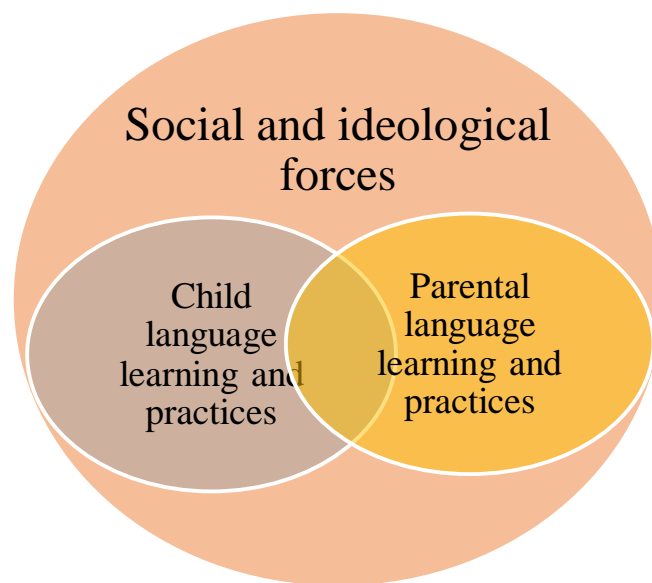 Social and ideological
forces
Child
language
learning and
practices
Parental
language
learning and
practices